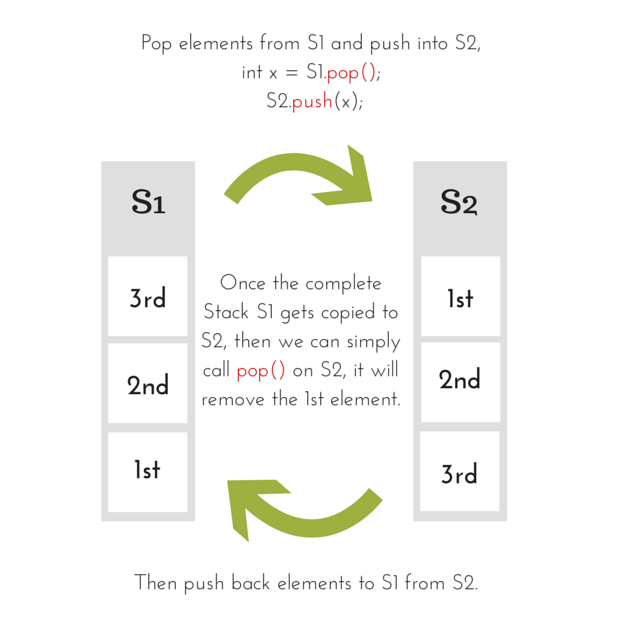 Pop elements from S1 and push into S2,
int x = S1.pop();
S2.push(x);
S1
3rd
2nd
1st
Once the complete
Stack S1 gets copied to
S2, then we can simply
call pop() on S2, it will
remove the 1st element.
S2
1st
2nd
3rd
Then push back elements to S1 from S2.